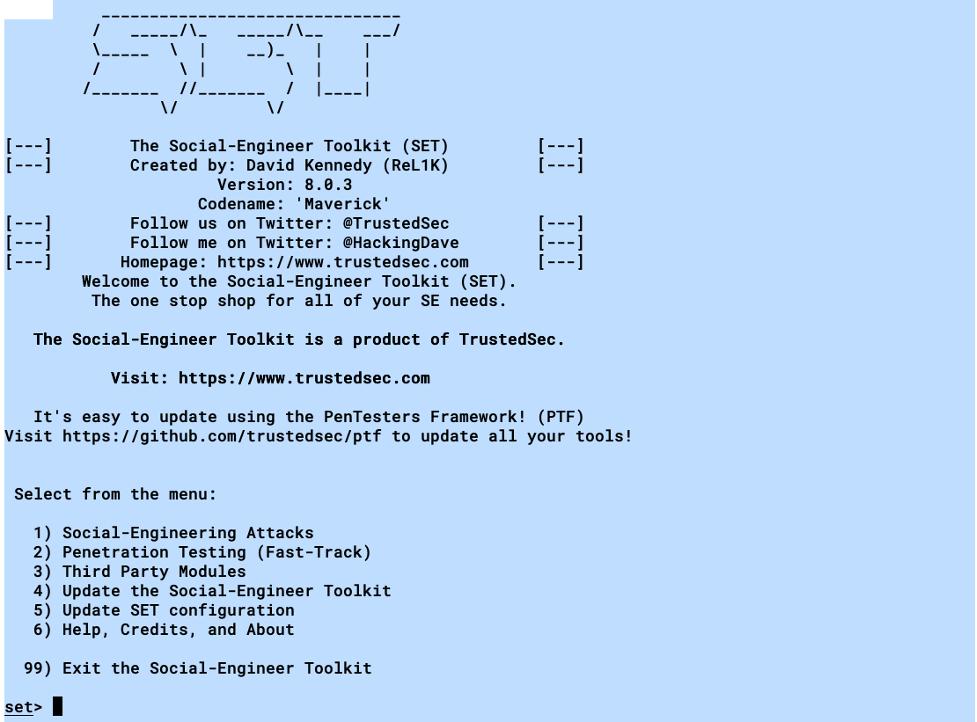 [---]        The Social-Engineer Toolkit (SET)         [---]
[---]        Created by: David Kennedy (ReL1K)         [---]
                      Version: 8.0.3
                    Codename: 'Maverick'
[---]        Follow us on Twitter: @TrustedSec         [---]
[---]        Follow me on Twitter: @HackingDave        [---]
[---]       Homepage: https://www.trustedsec.com       [---]
        Welcome to the Social-Engineer Toolkit (SET).
         The one stop shop for all of your SE needs.

   The Social-Engineer Toolkit is a product of TrustedSec.

           Visit: https://www.trustedsec.com

   It's easy to update using the PenTesters Framework! (PTF)
Visit https://github.com/trustedsec/ptf to update all your tools!

 Select from the menu:

   1) Social-Engineering Attacks
   2) Penetration Testing (Fast-Track)
   3) Third Party Modules
   4) Update the Social-Engineer Toolkit
   5) Update SET configuration
   6) Help, Credits, and About

  99) Exit the Social-Engineer Toolkit

set>